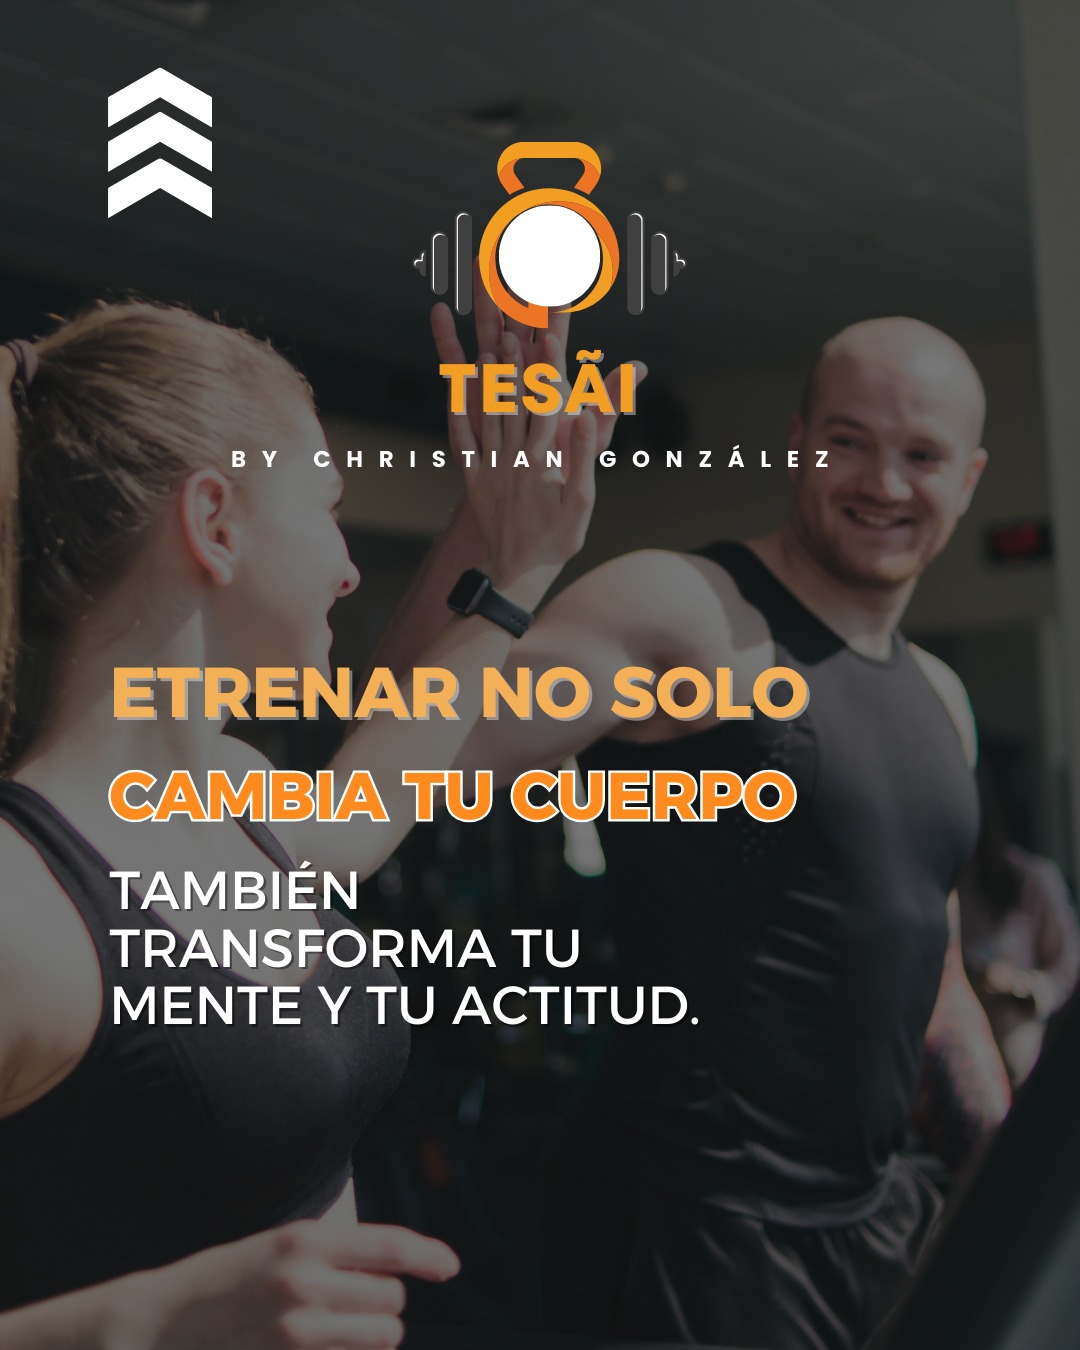 TESÃI
BY CHRISTIAN GONZÁLEZ
ETRENAR NO SOLO
CAMBIA TU CUERPO
TAMBIÉN
TRANSFORMA TU
MENTE Y TU ACTITUD.